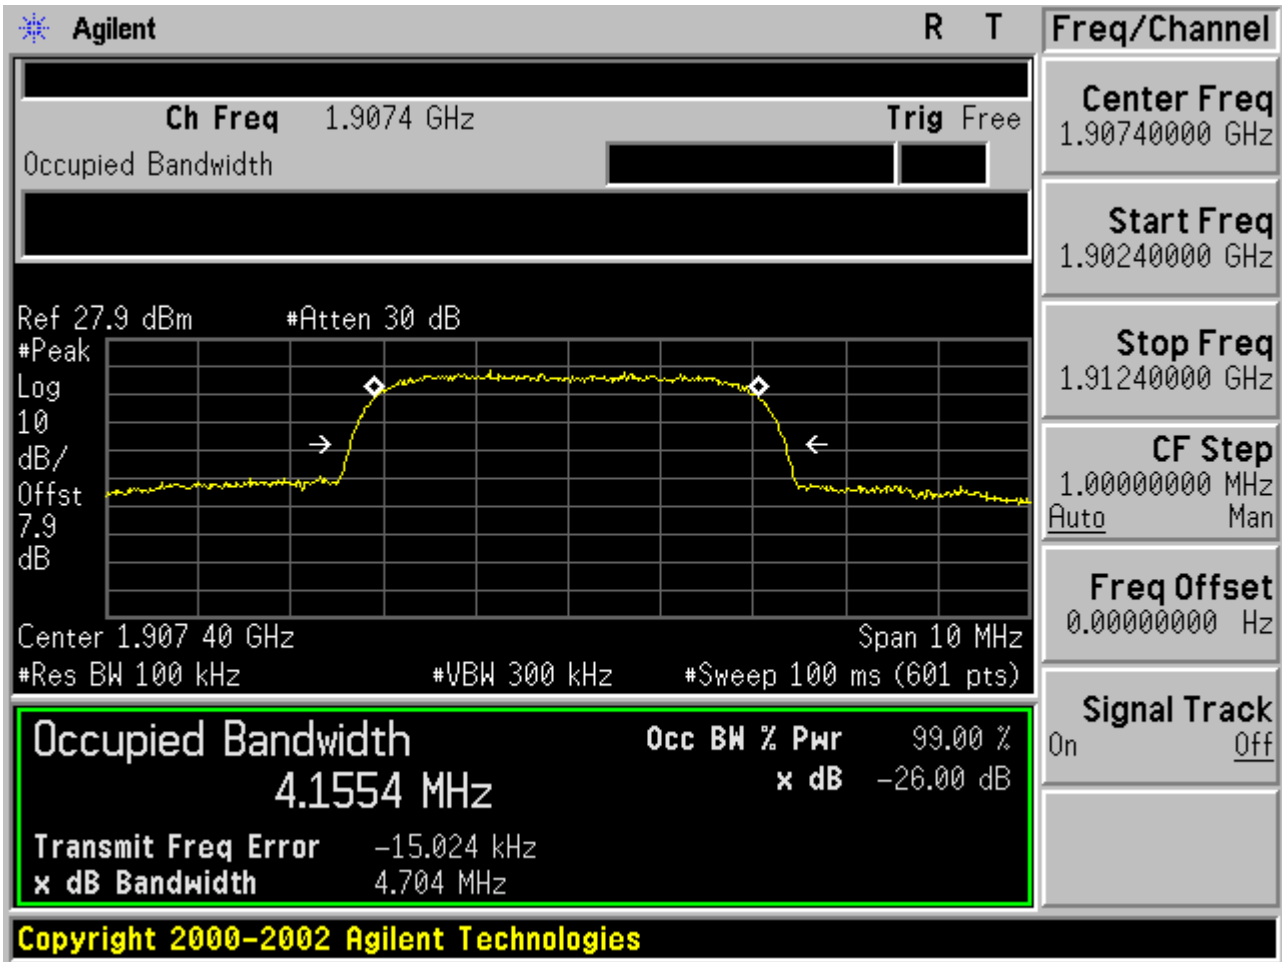 Agilent R T
Ch Freq 1.9074 GHz Trig Free
Occupied Bandwidth
Ref 27.9 dBm #Atten 30 dB
#Peak
Log
10
dB/
Offst
7.9
dB
Center 1.907 40 GHz Span 10 MHz
#Res BW 100 kHz #VBW 300 kHz #Sweep 100 ms (601 pts)
Occupied Bandwidth Occ BW % Pwr 99.00 %
4.1554 MHz x dB -26.00 dB
Transmit Freq Error -15.024 kHz
x dB Bandwidth 4.704 MHz
Copyright 2000-2002 Agilent Technologies
Freq/Channel
Center Freq
1.90740000 GHz
Start Freq
1.90240000 GHz
Stop Freq
1.91240000 GHz
CF Step
1.00000000 MHz
Auto Man
Freq Offset
0.00000000 Hz
Signal Track
On Off